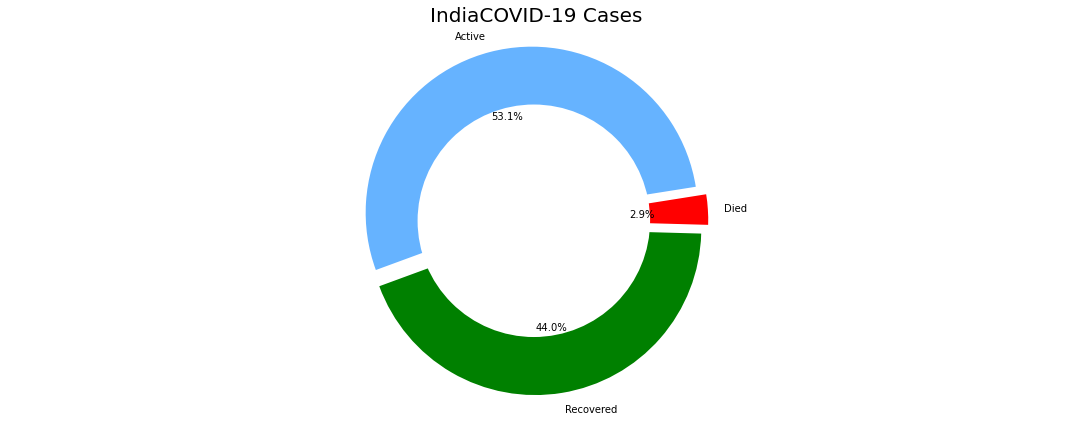 IndiaCOVID-19 Cases
Active
53.1%
2.9%
Died
44.0%
Recovered